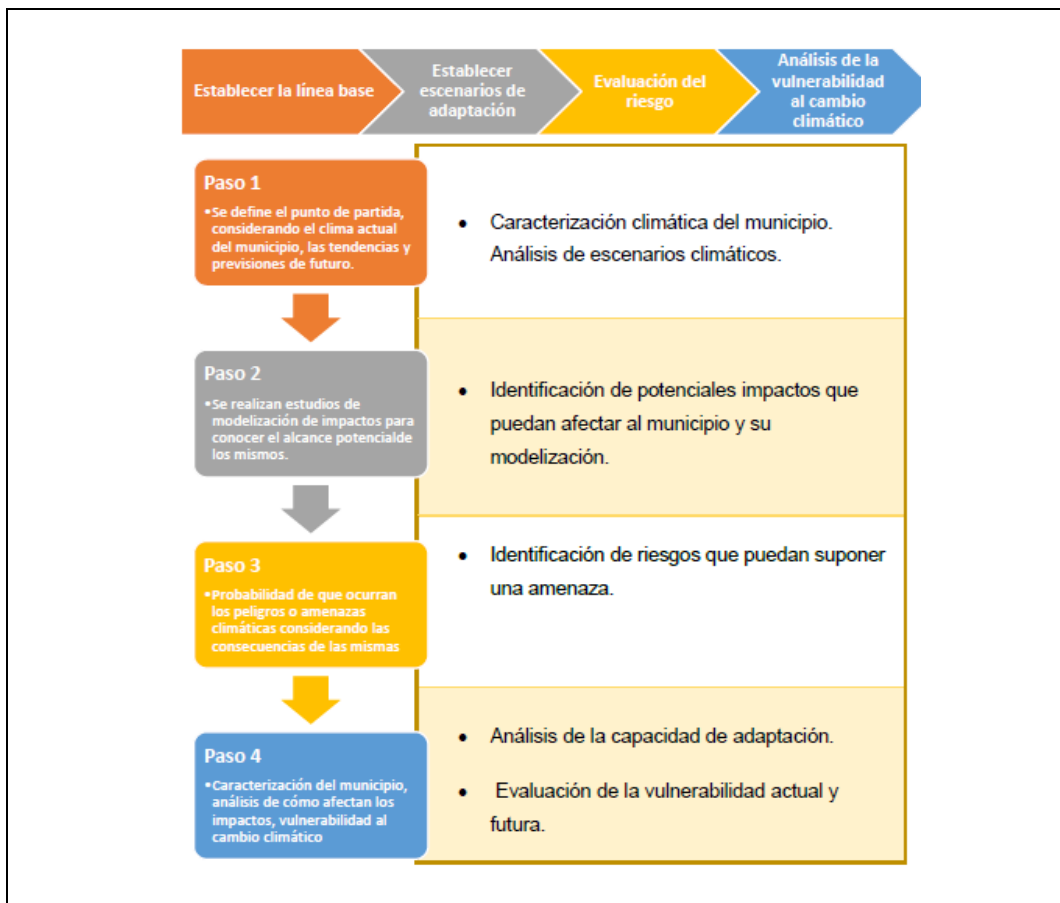 Establecer la línea base
Establecer
escenarios de
adaptación
Evaluación del
riesgo
Análisis de la
vulnerabilidad
al cambio
climático
Paso 1
•Se define el punto de partida,
considerando el clima actual
del municipio, las tendencias y
previsiones de futuro.
• Caracterización climática del municipio.
Análisis de escenarios climáticos.
Paso 2
•Se realizan estudios de
modelización de impactos para
conocer el alcance potencialde
los mismos.
• Identificación de potenciales impactos que
puedan afectar al municipio y su
modelización.
Paso 3
•Probabilidad de que ocurran
los peligros o amenazas
climáticas considerando las
consecuencias de las mismas
• Identificación de riesgos que puedan suponer
una amenaza.
Paso 4
•Caracterización del municipio,
análisis de cómo afectan los
impactos, vulnerabilidad al
cambio climático
• Análisis de la capacidad de adaptación.
• Evaluación de la vulnerabilidad actual y
futura.